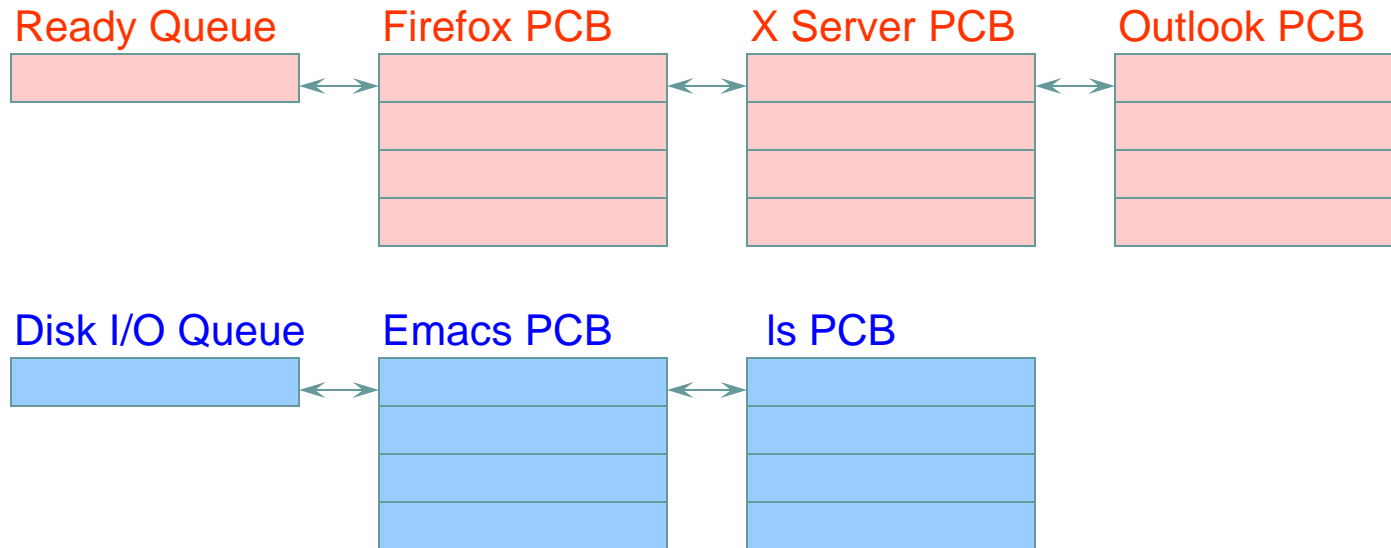 Ready Queue Firefox PCB X Server PCB Outlook PCB
Disk I/O Queue Emacs PCB ls PCB